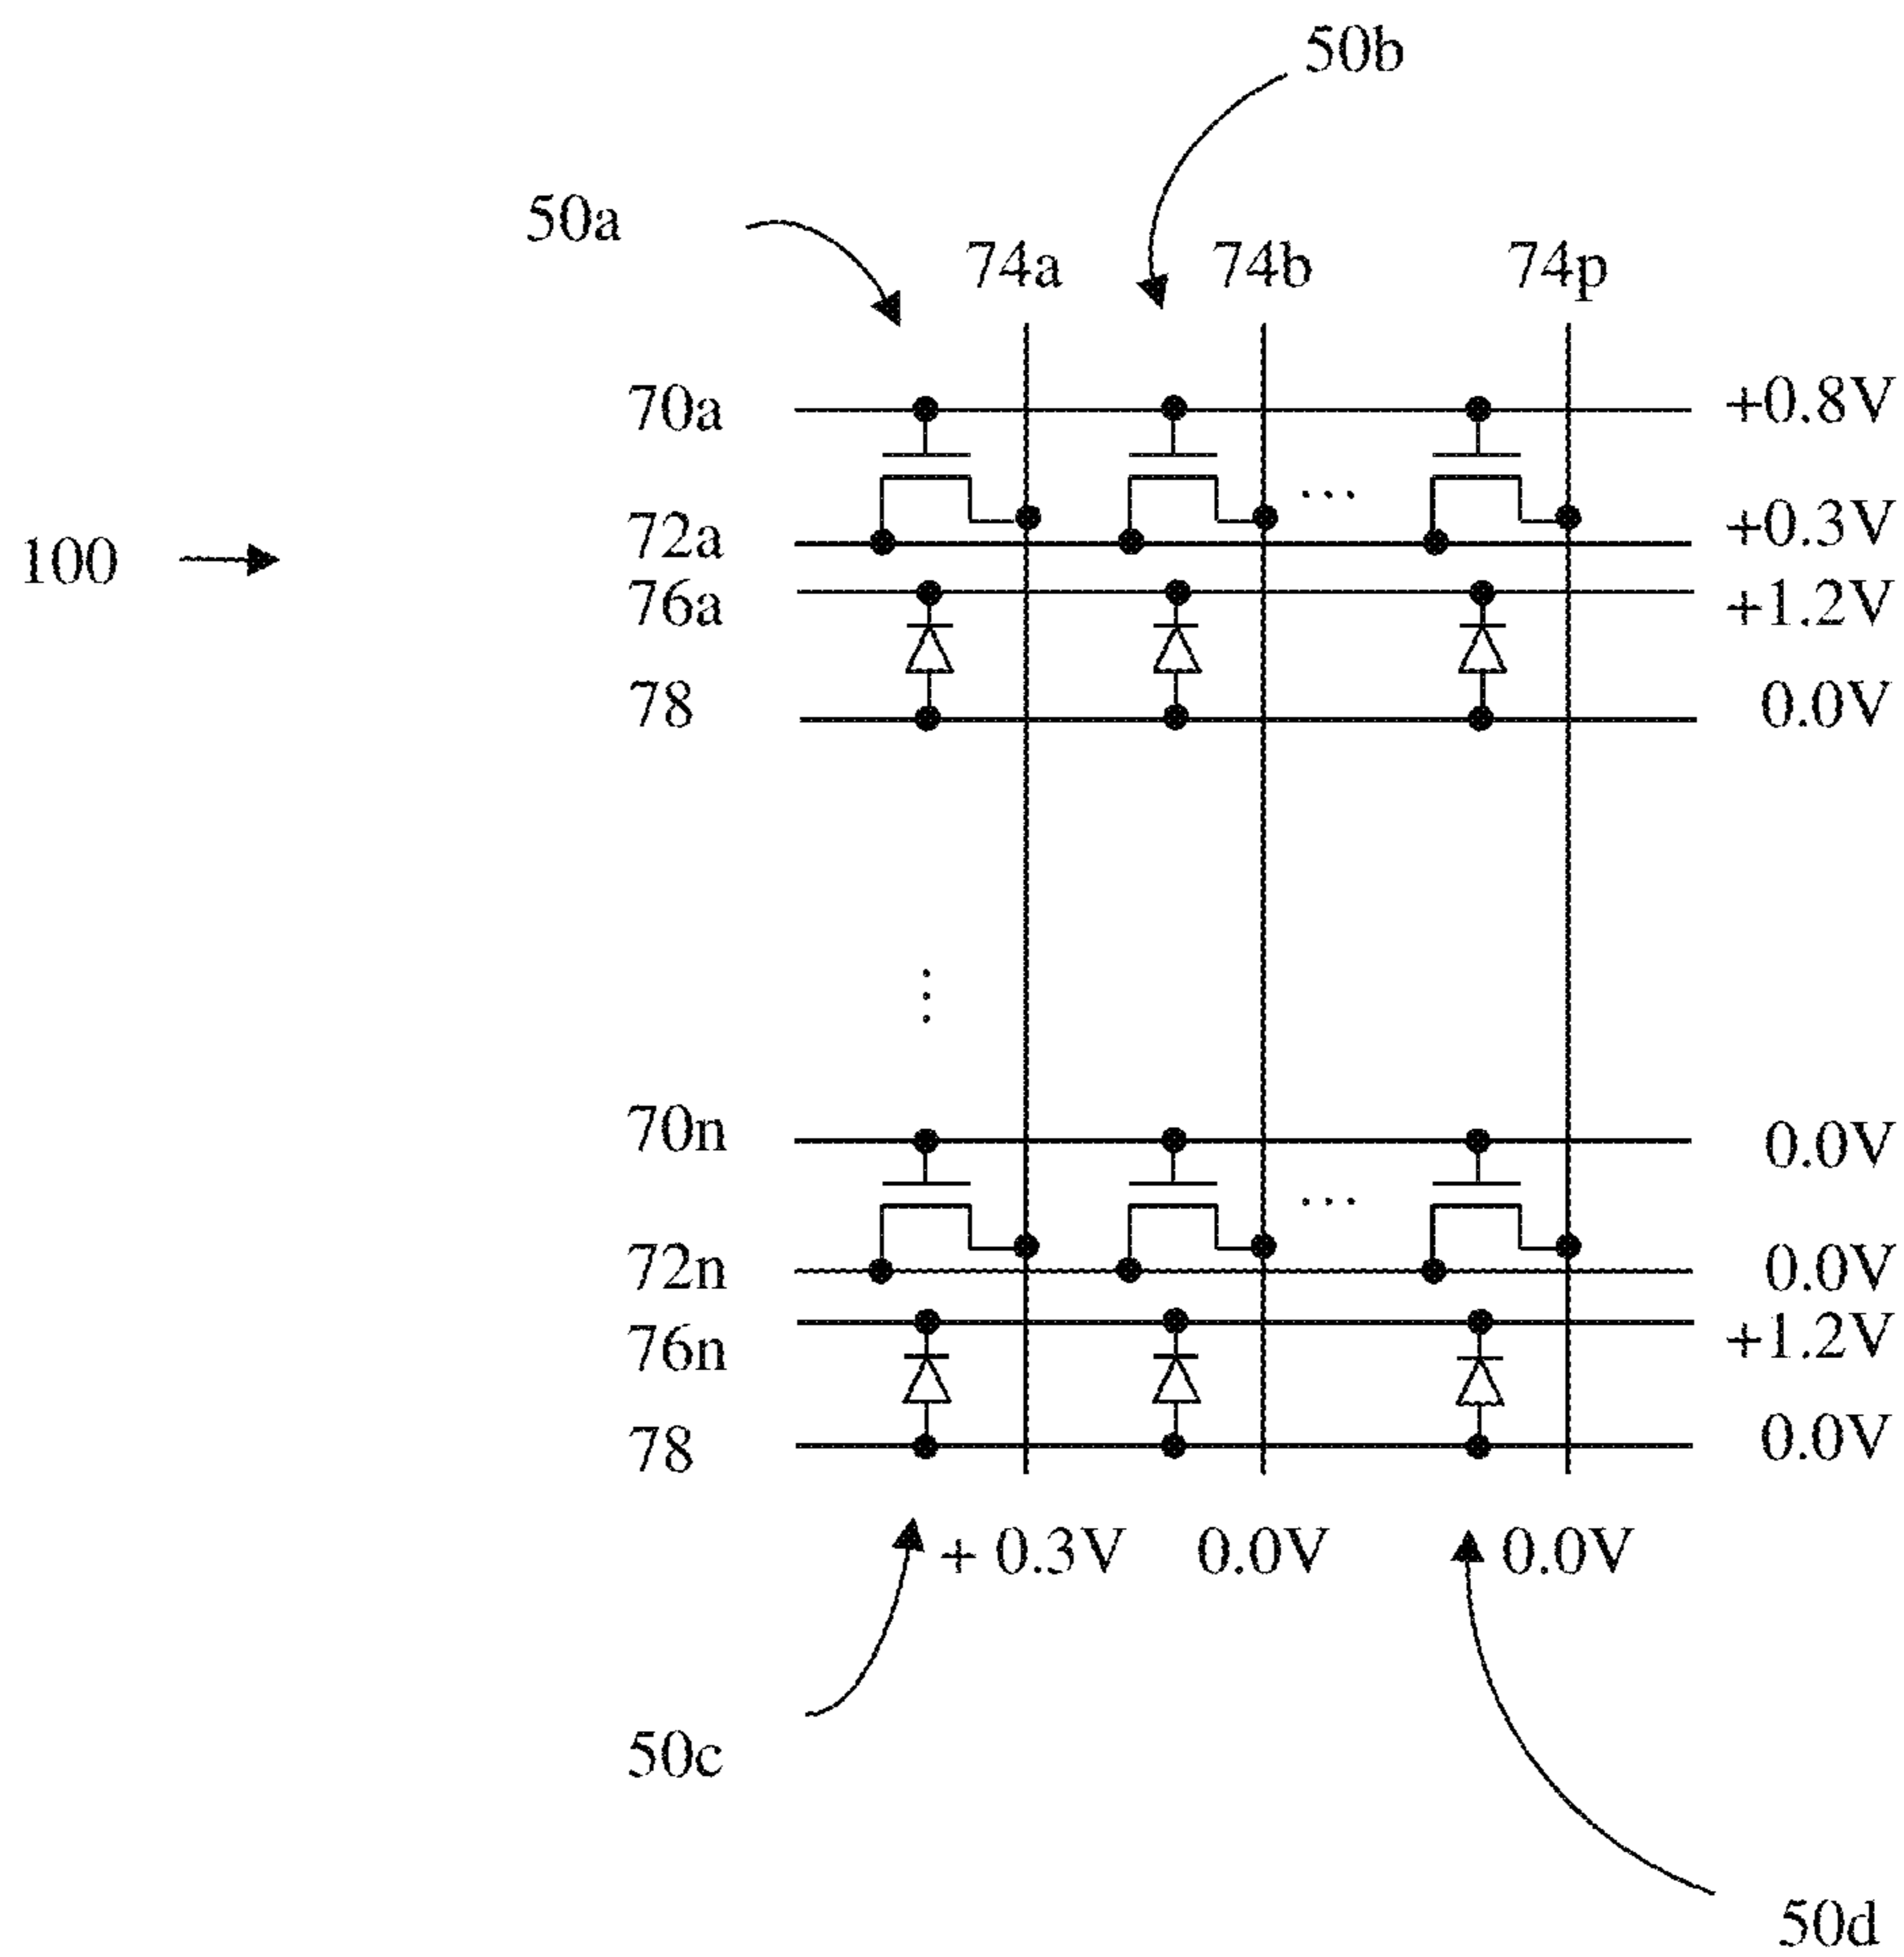 50b
50a
74a 74b 74p
70a +0.8V
...
72a +0.3V
100
76a +1.2V
78 0.0V
70n 0.0V
...
72n 0.0V
76n +1.2V
78 0.0V
+ 0.3V 0.0V 0.0V
50c
50d